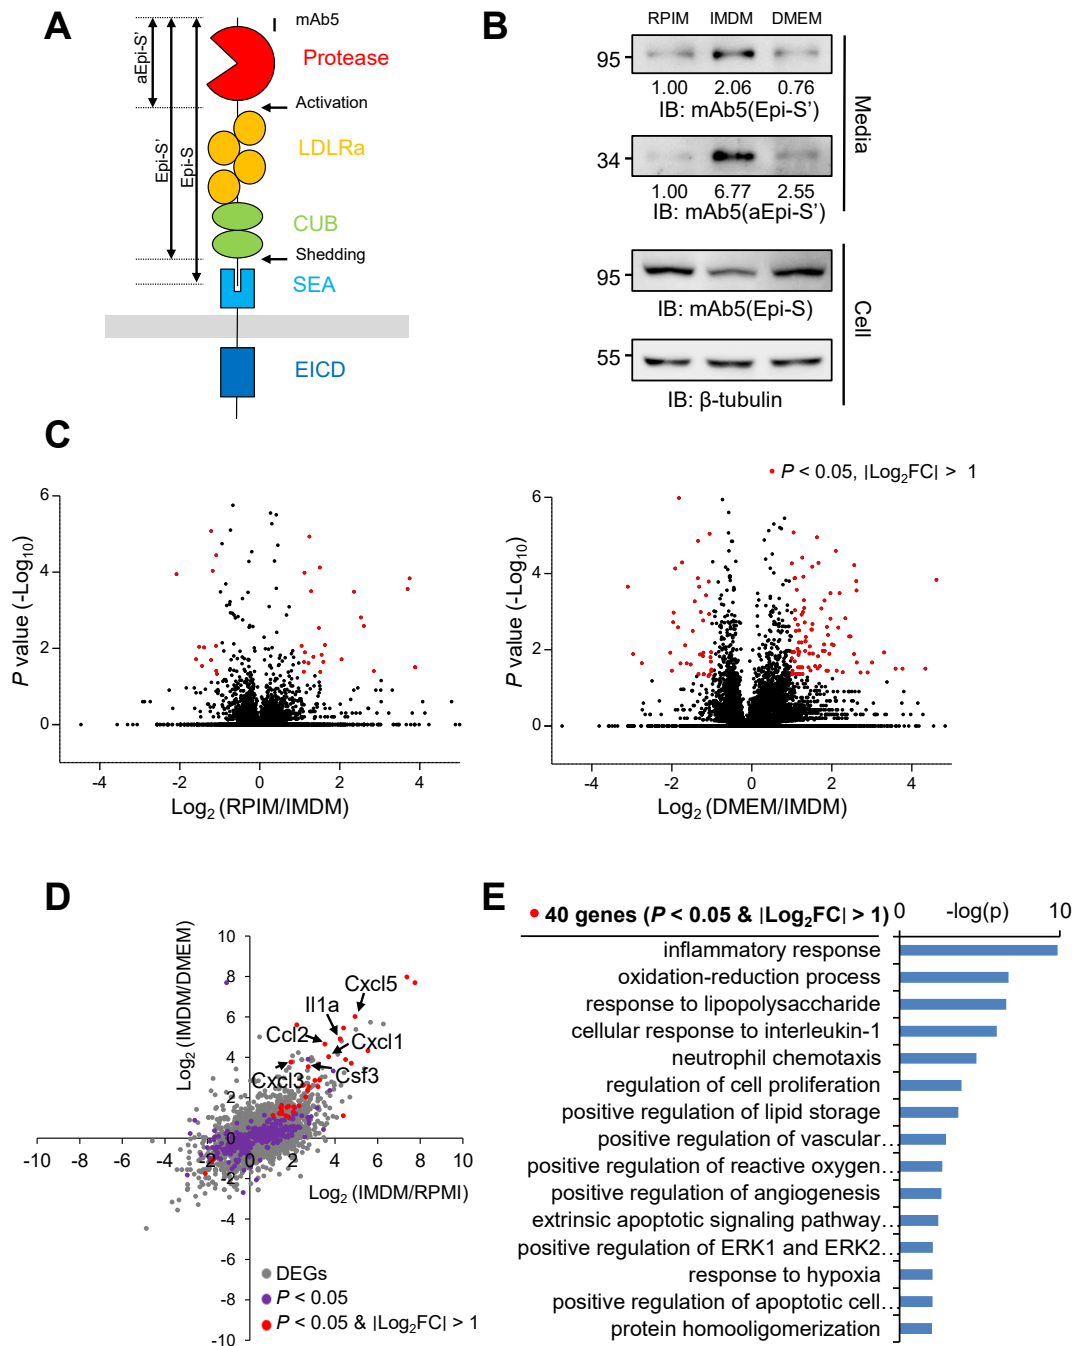 A
mAb5
Protease
aEpi-S’
Activation
LDLRa
Epi-S’
Epi-S
CUB
Shedding
SEA
EICD
B
RPIM IMDM DMEM
95
1.00 2.06 0.76
IB: mAb5(Epi-S’)
34
1.00 6.77 2.55
IB: mAb5(aEpi-S’)
Media
95
IB: mAb5(Epi-S)
55
IB: β-tubulin
Cell
C
P value (-Log10)
6
4
2
0
-4 -2 0 2 4
Log2 (RPIM/IMDM)
P < 0.05, |Log2FC| > 1
P value (-Log10)
6
4
2
0
-4 -2 0 2 4
Log2 (DMEM/IMDM)
D
Log2 (IMDM/DMEM)
10
8
6
4
2
0
-2
-4
-6
-8
-10
-10 -8 -6 -4 -2 0 2 4 6 8 10
Log2 (IMDM/RPMI)
Cxcl5
Il1a
Ccl2
Cxcl1
Cxcl3
Csf3
DEGs
P < 0.05
P < 0.05 & |Log2FC| > 1
E
40 genes (P < 0.05 & |Log2FC| > 1)
0 -log(p) 10
inflammatory response
oxidation-reduction process
response to lipopolysaccharide
cellular response to interleukin-1
neutrophil chemotaxis
regulation of cell proliferation
positive regulation of lipid storage
positive regulation of vascular…
positive regulation of reactive oxygen…
positive regulation of angiogenesis
extrinsic apoptotic signaling pathway…
positive regulation of ERK1 and ERK2…
response to hypoxia
positive regulation of apoptotic cell…
protein homooligomerization